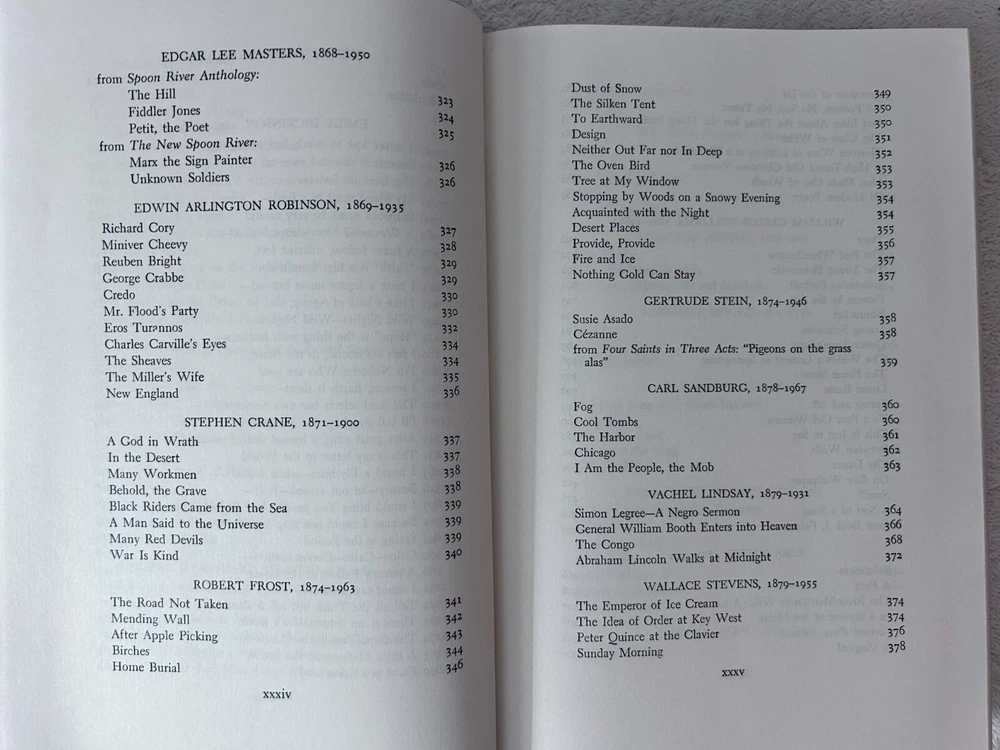 EDGAR LEE MASTERS, 1868–1950
from Spoon River Anthology:
The Hill 323
Fiddler Jones 324
Petit, the Poet 325
from The New Spoon River:
Marx the Sign Painter 326
Unknown Soldiers 326
EDWIN ARLINGTON ROBINSON, 1869–1935
Richard Cory 327
Miniver Cheevy 328
Reuben Bright 329
George Crabbe 329
Credo 330
Mr. Flood's Party 330
Eros Turannos 332
Charles Carville's Eyes 334
The Sheaves 334
The Miller's Wife 335
New England 336
STEPHEN CRANE, 1871–1900
A God in Wrath 337
In the Desert 337
Many Workmen 338
Behold, the Grave 338
Black Riders Came from the Sea 339
A Man Said to the Universe 339
Many Red Devils 339
War Is Kind 340
ROBERT FROST, 1874–1963
The Road Not Taken 341
Mending Wall 342
After Apple Picking 343
Birches 344
Home Burial 346
xxxiv
Dust of Snow 349
The Silken Tent 350
To Earthward 350
Design 351
Neither Out Far nor In Deep 352
The Oven Bird 353
Tree at My Window 353
Stopping by Woods on a Snowy Evening 354
Acquainted with the Night 354
Desert Places 355
Provide, Provide 356
Fire and Ice 357
Nothing Gold Can Stay 357
GERTRUDE STEIN, 1874–1946
Susie Asado 358
Cézanne 358
from Four Saints in Three Acts: "Pigeons on the grass
alas" 359
CARL SANDBURG, 1878–1967
Fog 360
Cool Tombs 360
The Harbor 361
Chicago 362
I Am the People, the Mob 363
VACHEL LINDSAY, 1879–1931
Simon Legree—A Negro Sermon 364
General William Booth Enters into Heaven 366
The Congo 368
Abraham Lincoln Walks at Midnight 372
WALLACE STEVENS, 1879–1955
The Emperor of Ice Cream 374
The Idea of Order at Key West 374
Peter Quince at the Clavier 376
Sunday Morning 378
xxxv